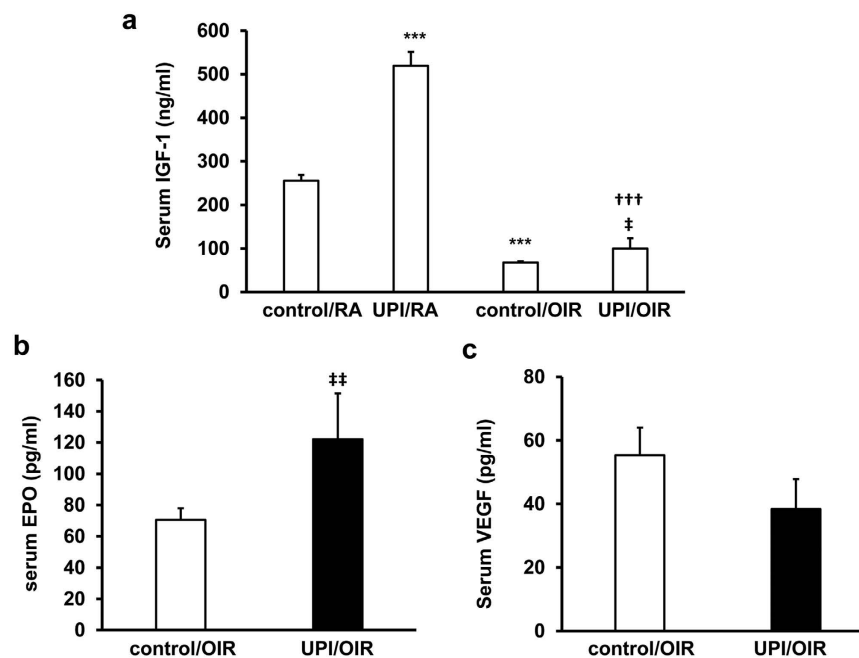 a
Serum IGF-1 (ng/ml)
600
500
400
300
200
100
0
***
***
†††
‡
control/RA UPI/RA control/OIR UPI/OIR
b
serum EPO (pg/ml)
160
140
120
100
80
60
40
20
0
‡‡
control/OIR UPI/OIR
c
Serum VEGF (pg/ml)
80
60
40
20
0
control/OIR UPI/OIR